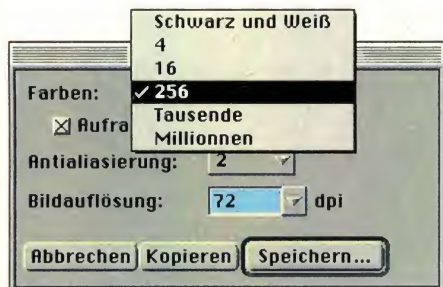 Schwarz und Weiß
4
16
Farben: ✓ 256
Tausende
Aufra
Millionnen
Antialiasierung: 2
Bildauflösung: 72 dpi
Abbrechen Kopieren Speichern...